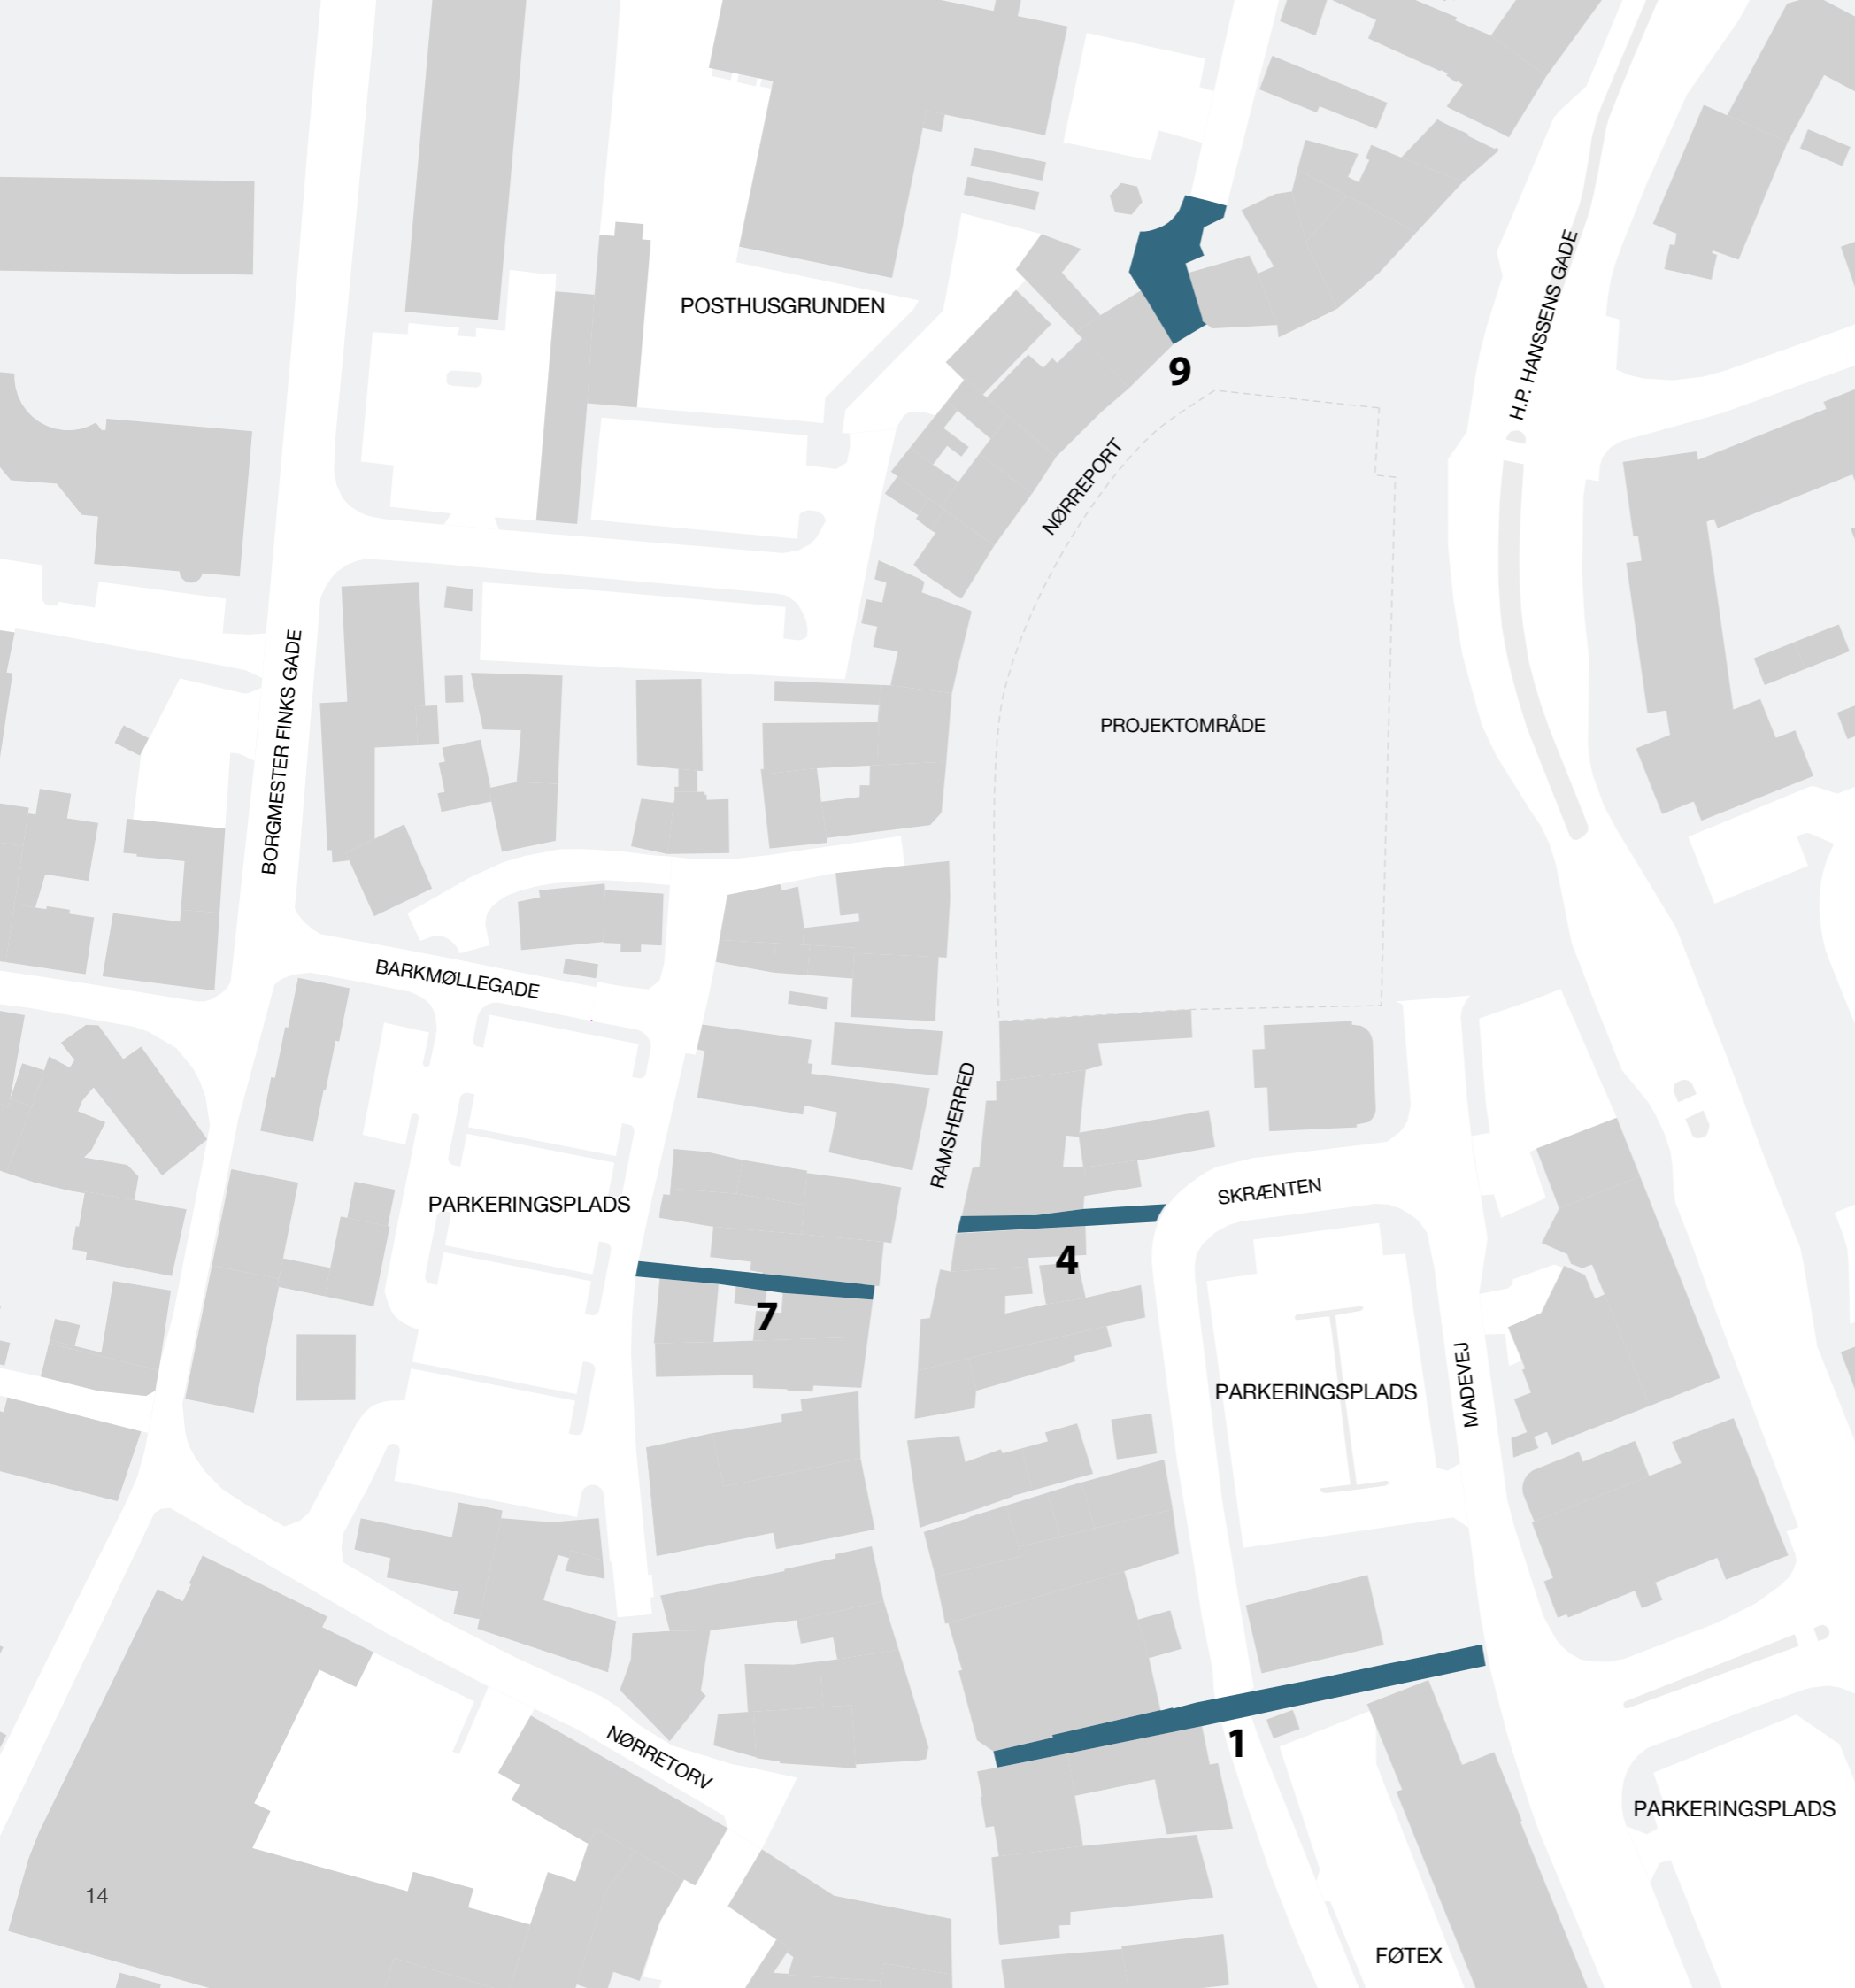 POSTHUSGRUNDEN
H.P. HANSSENS GADE
9
NØRREPORT
BORGMESTER FINKS GADE
PROJEKTOMRÅDE
BARKMØLLEGADE
RAMSHERRED
PARKERINGSPLADS
SKRÆNTEN
4
7
MADEVEJ
PARKERINGSPLADS
NØRRETORV
1
PARKERINGSPLADS
14
FØTEX